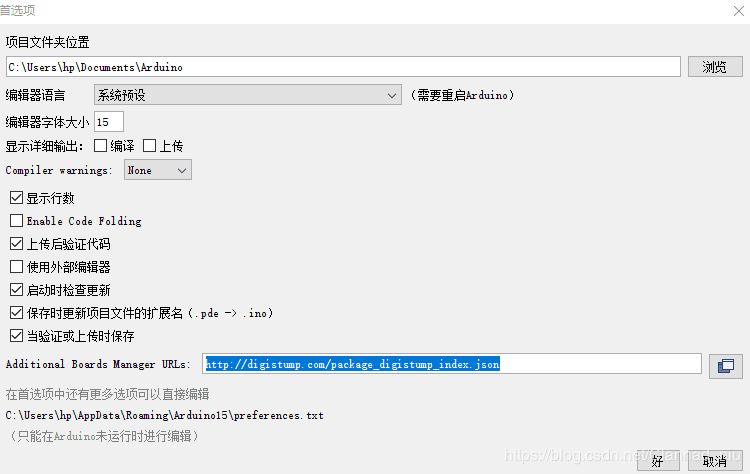 首选项
项目文件夹位置
C:\Users\hp\Documents\Arduino 浏览
编辑器语言 系统预设 (需要重启Arduino)
编辑器字体大小 15
显示详细输出: 编译 上传
Compiler warnings: None
显示行数
Enable Code Folding
上传后验证代码
使用外部编辑器
启动时检查更新
保存时更新项目文件的扩展名 (.pde -> .ino)
当验证或上传时保存
Additional Boards Manager URLs: http://digistump.com/package_digistump_index.json
在首选项中还有更多选项可以直接编辑
C:\Users\hp\AppData\Roaming\Arduino15\preferences.txt
(只能在Arduino未运行时进行编辑)
https://blog.csdn.net/
好 取消